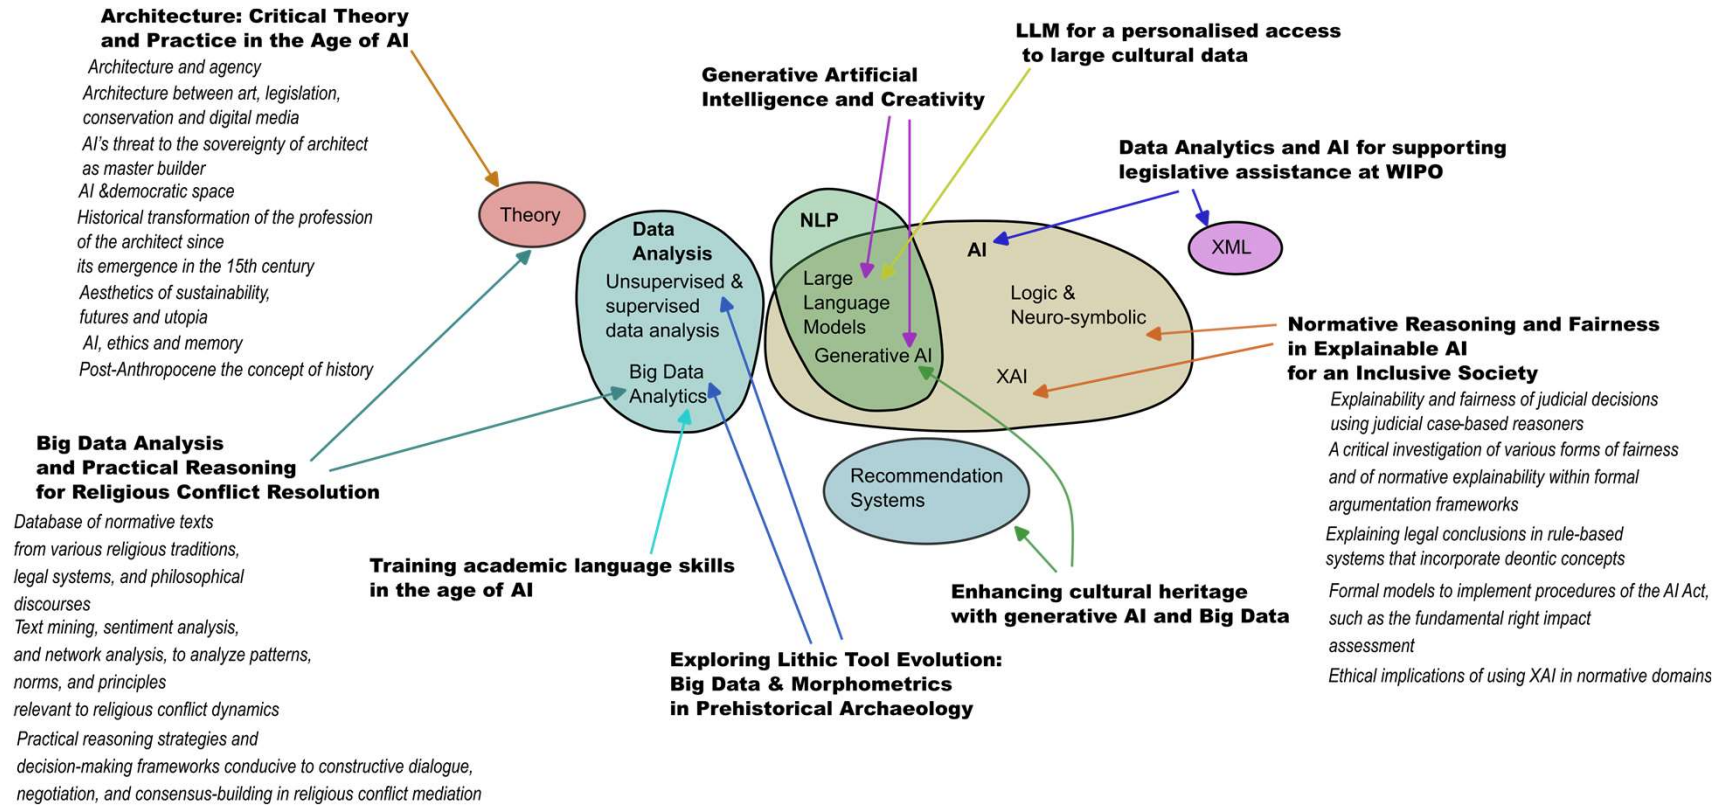 Architecture: Critical Theory
and Practice in the Age of AI
Architecture and agency
Architecture between art, legislation,
conservation and digital media
AI's threat to the sovereignty of architect
as master builder
AI &democratic space
Historical transformation of the profession
of the architect since
its emergence in the 15th century
Aesthetics of sustainability,
futures and utopia
AI, ethics and memory
Post-Anthropocene the concept of history
Theory
Generative Artificial
Intelligence and Creativity
LLM for a personalised access
to large cultural data
Data Analytics and AI for supporting
legislative assistance at WIPO
XML
Data
Analysis
Unsupervised &
supervised
data analysis
Big Data
Analytics
NLP
Large
Language
Models
Generative AI
AI
Logic &
Neuro-symbolic
XAI
Recommendation
Systems
Normative Reasoning and Fairness
in Explainable AI
for an Inclusive Society
Explainability and fairness of judicial decisions
using judicial case-based reasoners
A critical investigation of various forms of fairness
and of normative explainability within formal
argumentation frameworks
Explaining legal conclusions in rule-based
systems that incorporate deontic concepts
Formal models to implement procedures of the AI Act,
such as the fundamental right impact
assessment
Ethical implications of using XAI in normative domains
Big Data Analysis
and Practical Reasoning
for Religious Conflict Resolution
Database of normative texts
from various religious traditions,
legal systems, and philosophical
discourses
Text mining, sentiment analysis,
and network analysis, to analyze patterns,
norms, and principles
relevant to religious conflict dynamics
Practical reasoning strategies and
decision-making frameworks conducive to constructive dialogue,
negotiation, and consensus-building in religious conflict mediation
Training academic language skills
in the age of AI
Exploring Lithic Tool Evolution:
Big Data & Morphometrics
in Prehistorical Archaeology
Enhancing cultural heritage
with generative AI and Big Data